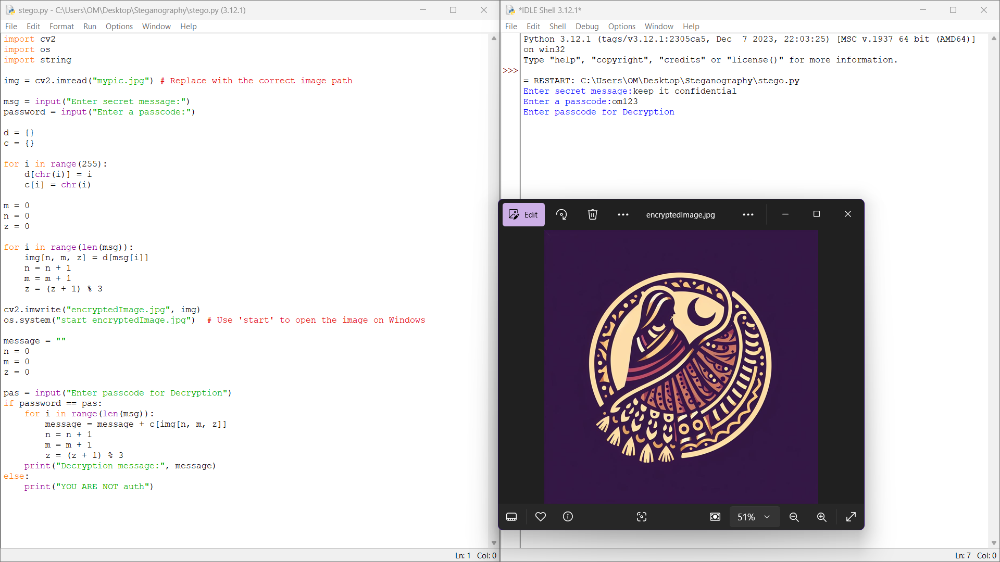 stego.py - C:\Users\OM\Desktop\Steganography\stego.py (3.12.1)
File Edit Format Run Options Window Help
import cv2
import os
import string
img = cv2.imread("mypic.jpg") # Replace with the correct image path
msg = input("Enter secret message:")
password = input("Enter a passcode:")
d = {}
c = {}
for i in range(255):
    d[chr(i)] = i
    c[i] = chr(i)
m = 0
n = 0
z = 0
for i in range(len(msg)):
    img[n, m, z] = d[msg[i]]
    n = n + 1
    m = m + 1
    z = (z + 1) % 3
cv2.imwrite("encryptedImage.jpg", img)
os.system("start encryptedImage.jpg")  # Use 'start' to open the image on Windows
message = ""
n = 0
m = 0
z = 0
pas = input("Enter passcode for Decryption")
if password == pas:
    for i in range(len(msg)):
        message = message + c[img[n, m, z]]
        n = n + 1
        m = m + 1
        z = (z + 1) % 3
    print("Decryption message:", message)
else:
    print("YOU ARE NOT auth")
Ln: 1 Col: 0
*IDLE Shell 3.12.1*
File Edit Shell Debug Options Window Help
Python 3.12.1 (tags/v3.12.1:2305ca5, Dec  7 2023, 22:03:25) [MSC v.1937 64 bit (AMD64)]
on win32
Type "help", "copyright", "credits" or "license()" for more information.
>>>
= RESTART: C:\Users\OM\Desktop\Steganography\stego.py
Enter secret message:keep it confidential
Enter a passcode:om123
Enter passcode for Decryption
Edit encryptedImage.jpg
51%
Ln: 7 Col: 0